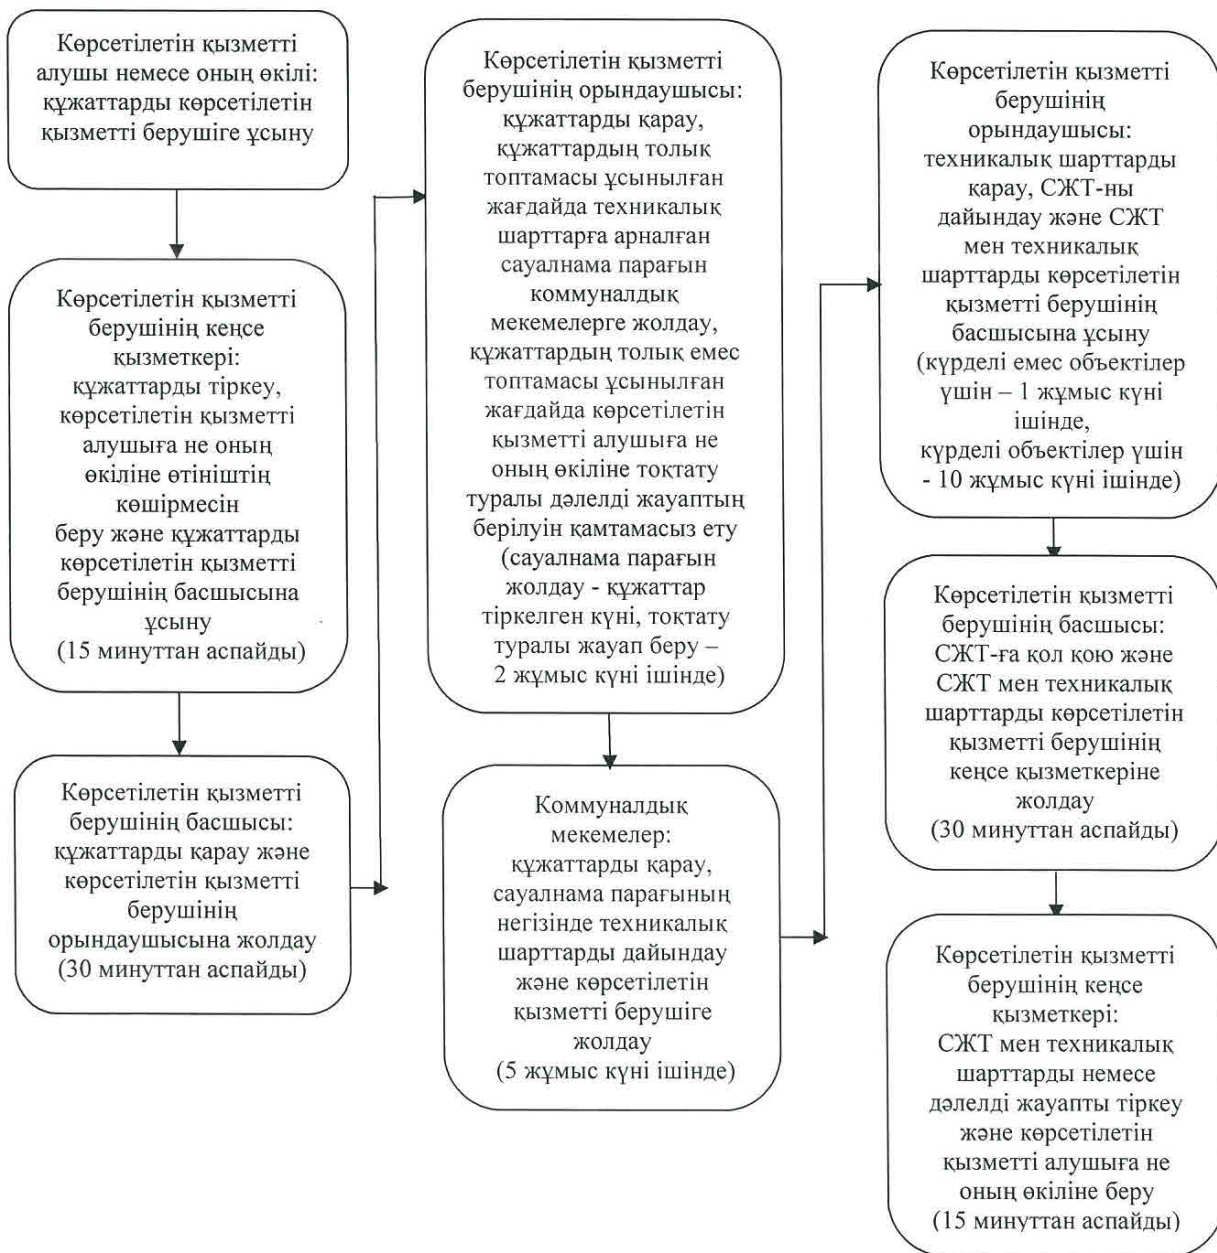 Көрсетілетін қызметті
алушы немесе оның өкілі:
құжаттарды көрсетілетін
қызметті берушіге ұсыну
Көрсетілетін қызметті
берушінің кеңсе
қызметкері:
құжаттарды тіркеу,
көрсетілетін қызметті
алушыға не оның
өкіліне өтініштің
көшірмесін
беру және құжаттарды
көрсетілетін қызметті
берушінің басшысына
ұсыну
(15 минуттан аспайды)
Көрсетілетін қызметті
берушінің басшысы:
құжаттарды қарау және
көрсетілетін қызметті
берушінің
орындаушысына жолдау
(30 минуттан аспайды)
Көрсетілетін қызметті
берушінің орындаушысы:
құжаттарды қарау,
құжаттардың толық
топтамасы ұсынылған
жағдайда техникалық
шарттарға арналған
сауалнама парағын
коммуналдық
мекемелерге жолдау,
құжаттардың толық емес
топтамасы ұсынылған
жағдайда көрсетілетін
қызметті алушыға не
оның өкіліне тоқтату
туралы дәлелді жауаптың
берілуін қамтамасыз ету
(сауалнама парағын
жолдау - құжаттар
тіркелген күні, тоқтату
туралы жауап беру –
2 жұмыс күні ішінде)
Коммуналдық
мекемелер:
құжаттарды қарау,
сауалнама парағының
негізінде техникалық
шарттарды дайындау
және көрсетілетін
қызметті берушіге
жолдау
(5 жұмыс күні ішінде)
Көрсетілетін қызметті
берушінің
орындаушысы:
техникалық шарттарды
қарау, СЖТ-ны
дайындау және СЖТ
мен техникалық
шарттарды көрсетілетін
қызметті берушінің
басшысына ұсыну
(күрделі емес объектілер
үшін – 1 жұмыс күні
ішінде,
күрделі объектілер үшін
- 10 жұмыс күні ішінде)
Көрсетілетін қызметті
берушінің басшысы:
СЖТ-ға қол қою және
СЖТ мен техникалық
шарттарды көрсетілетін
қызметті берушінің
кеңсе қызметкеріне
жолдау
(30 минуттан аспайды)
Көрсетілетін қызметті
берушінің кеңсе
қызметкері:
СЖТ мен техникалық
шарттарды немесе
дәлелді жауапты тіркеу
және көрсетілетін
қызметті алушыға не
оның өкіліне беру
(15 минуттан аспайды)